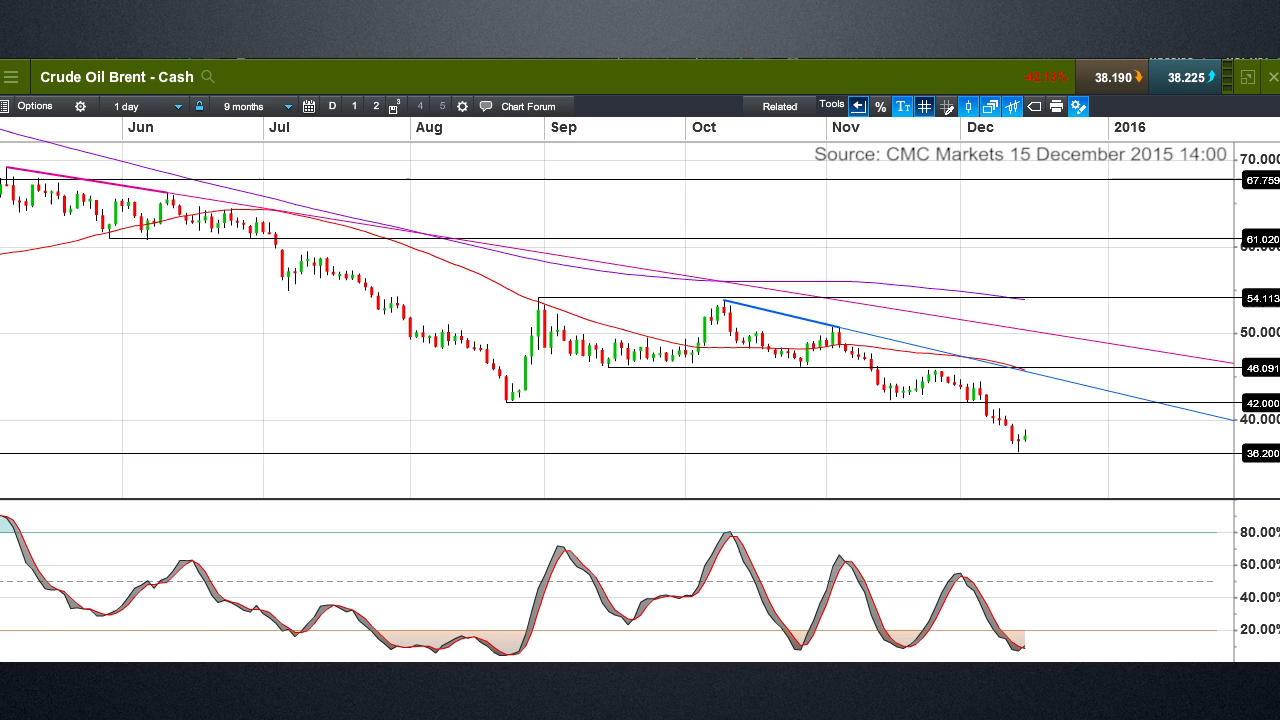 Crude Oil Brent - Cash
-42.13%
38.190
38.225
Options
1 day
9 months
D
1
2
3
4
5
Chart Forum
Related
Tools
%
Jun
Jul
Aug
Sep
Oct
Nov
Dec
2016
Source: CMC Markets 15 December 2015 14:00
70.000
67.759
61.020
54.113
50.000
46.091
42.000
40.000
36.200
80.00%
60.00%
40.00%
20.00%